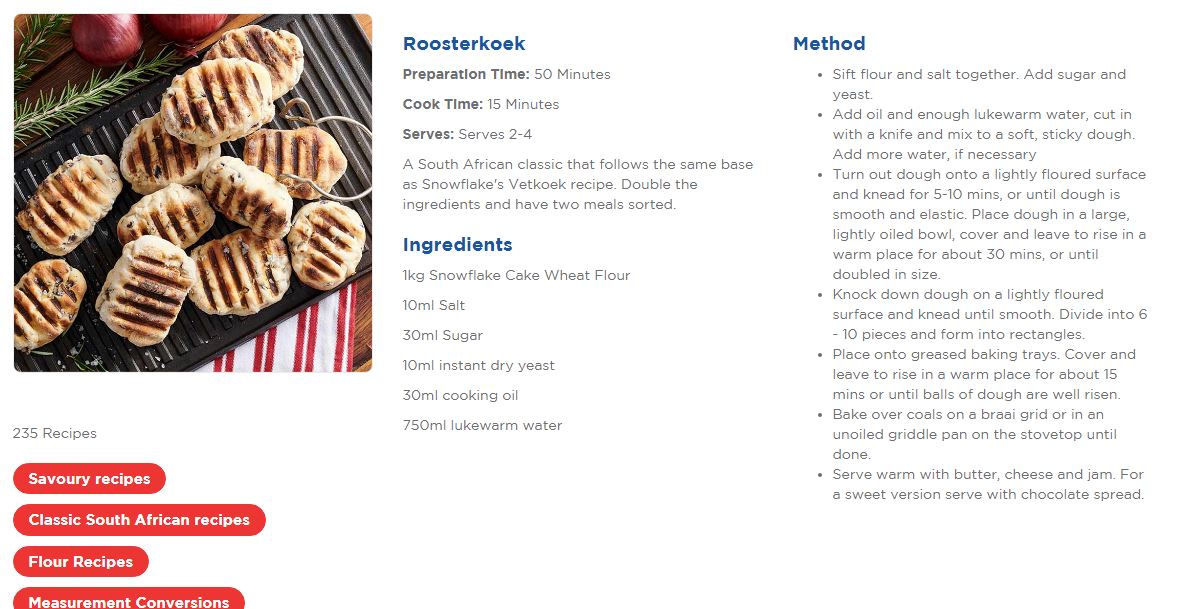 Roosterkoek
Preparation Time: 50 Minutes
Cook Time: 15 Minutes
Serves: Serves 2-4
A South African classic that follows the same base
as Snowflake's Vetkoek recipe. Double the
ingredients and have two meals sorted.
Ingredients
1kg Snowflake Cake Wheat Flour
10ml Salt
30ml Sugar
10ml instant dry yeast
30ml cooking oil
750ml lukewarm water
Method
• Sift flour and salt together. Add sugar and
yeast.
• Add oil and enough lukewarm water, cut in
with a knife and mix to a soft, sticky dough.
Add more water, if necessary
• Turn out dough onto a lightly floured surface
and knead for 5-10 mins, or until dough is
smooth and elastic. Place dough in a large,
lightly oiled bowl, cover and leave to rise in a
warm place for about 30 mins, or until
doubled in size.
• Knock down dough on a lightly floured
surface and knead until smooth. Divide into 6
- 10 pieces and form into rectangles.
• Place onto greased baking trays. Cover and
leave to rise in a warm place for about 15
mins or until balls of dough are well risen.
• Bake over coals on a braai grid or in an
unoiled griddle pan on the stovetop until
done.
• Serve warm with butter, cheese and jam. For
a sweet version serve with chocolate spread.
235 Recipes
Savoury recipes
Classic South African recipes
Flour Recipes
Measurement Conversions